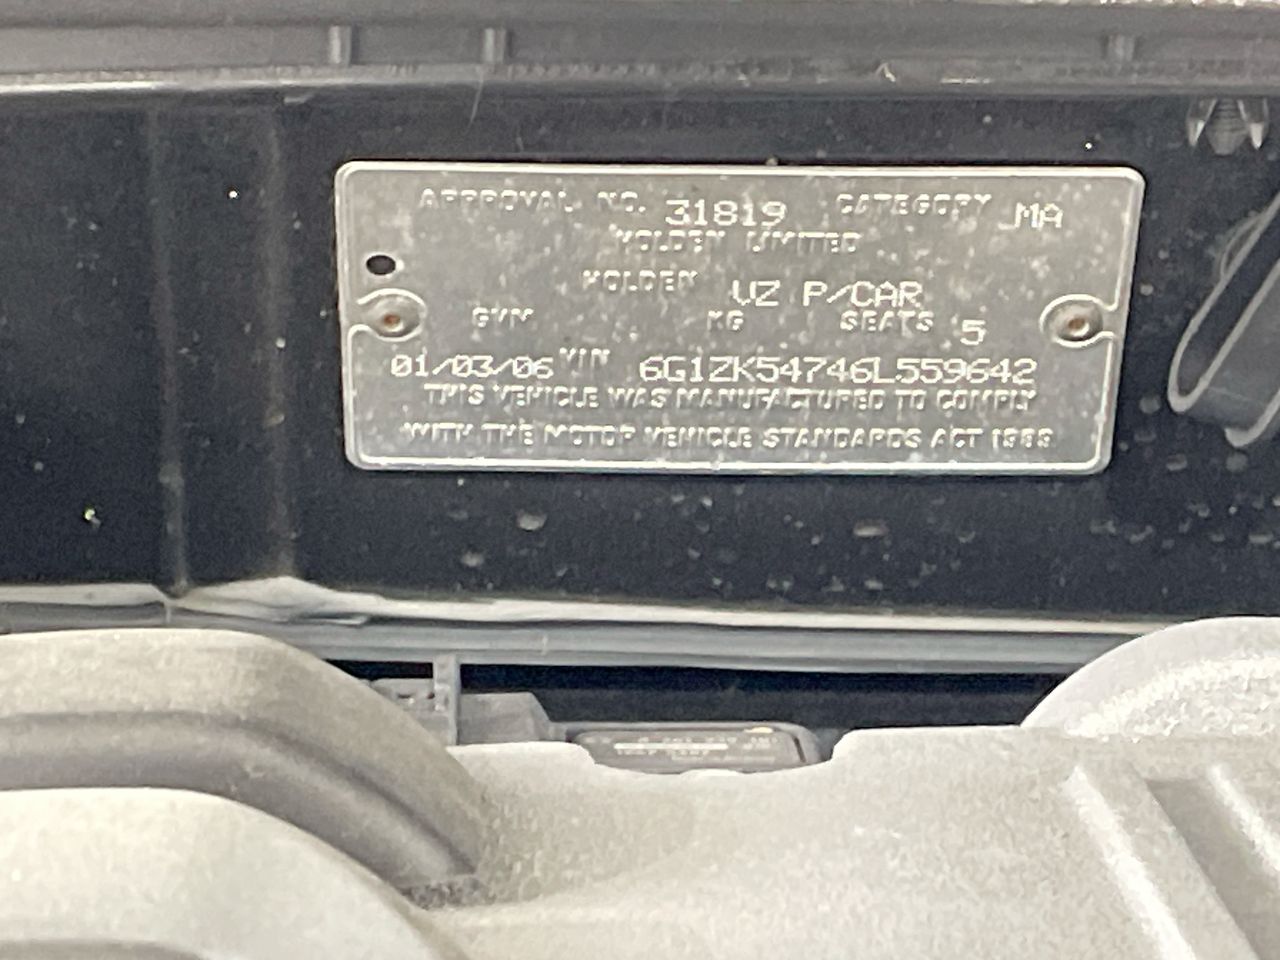 APPROVAL NO. 31819 CATEGORY MA
HOLDEN LIMITED
HOLDEN VZ P/CAR
GVM KG SEATS 5
01/03/06 VIN 6G1ZK54746L559642
THIS VEHICLE WAS MANUFACTURED TO COMPLY
WITH THE MOTOR VEHICLE STANDARDS ACT 1989